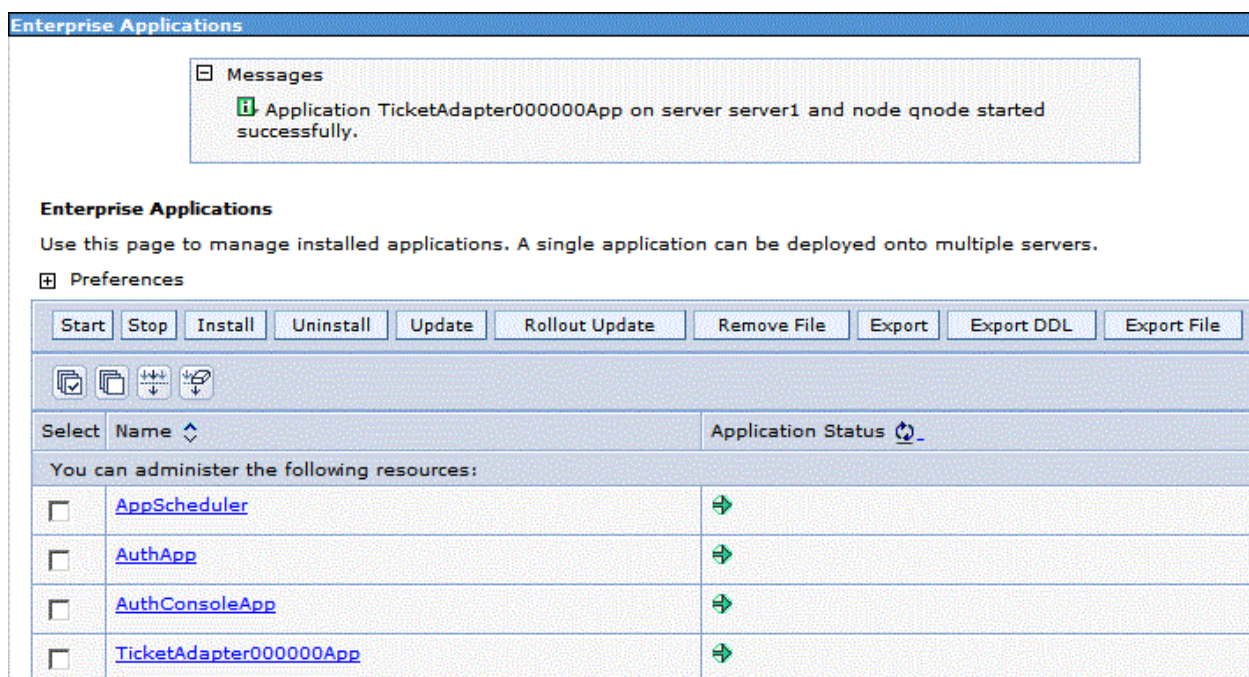 Enterprise Applications
Messages
Application TicketAdapter000000App on server server1 and node qnode started
successfully.
Enterprise Applications
Use this page to manage installed applications. A single application can be deployed onto multiple servers.
Preferences
Start Stop Install Uninstall Update Rollout Update Remove File Export Export DDL Export File
Select Name Application Status
You can administer the following resources:
AppScheduler
AuthApp
AuthConsoleApp
TicketAdapter000000App